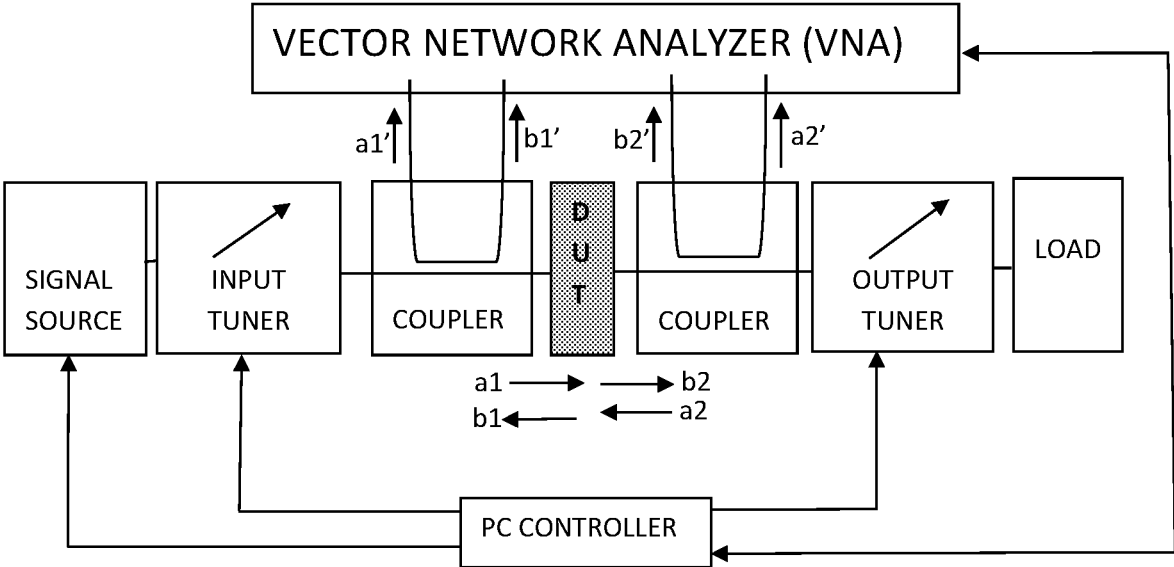 VECTOR NETWORK ANALYZER (VNA)
a1’
b1’
b2’
a2’
SIGNAL
SOURCE
INPUT
TUNER
COUPLER
D
U
T
COUPLER
OUTPUT
TUNER
LOAD
a1
b2
b1
a2
PC CONTROLLER